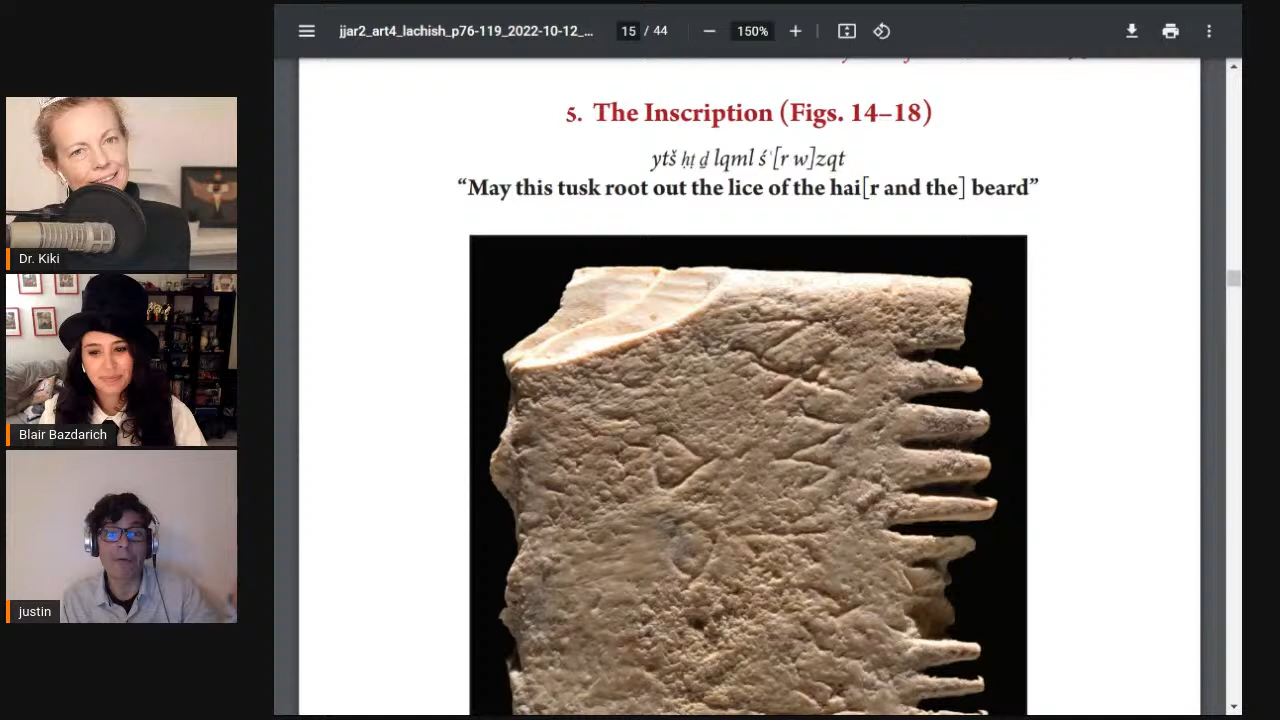 jjar2_art4_lachish_p76-119_2022-10-12_...
15 / 44
150%
5. The Inscription (Figs. 14–18)
ytš ḥṭ ḏ lqml śʿ[r w]zqt
“May this tusk root out the lice of the hai[r and the] beard”
Dr. Kiki
Blair Bazdarich
justin